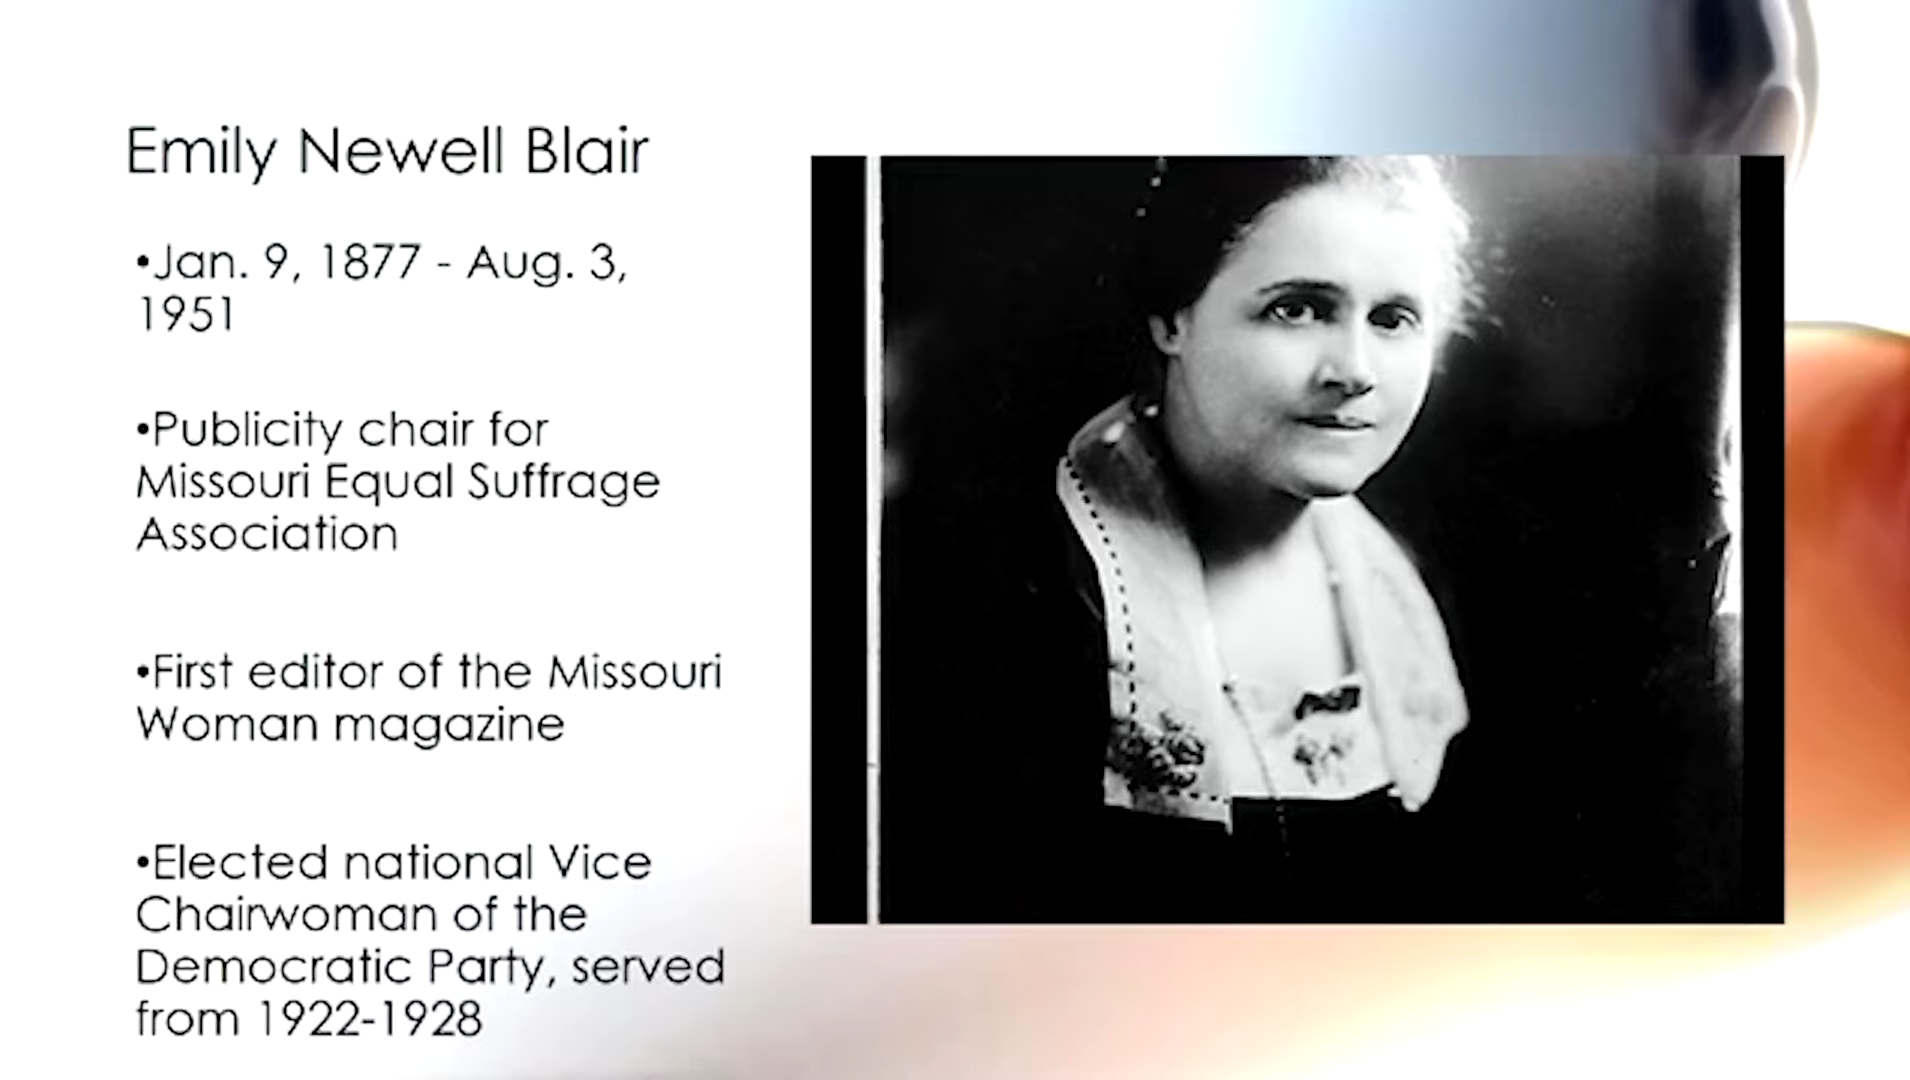 Emily Newell Blair
•Jan. 9, 1877 - Aug. 3,
1951
•Publicity chair for
Missouri Equal Suffrage
Association
•First editor of the Missouri
Woman magazine
•Elected national Vice
Chairwoman of the
Democratic Party, served
from 1922-1928